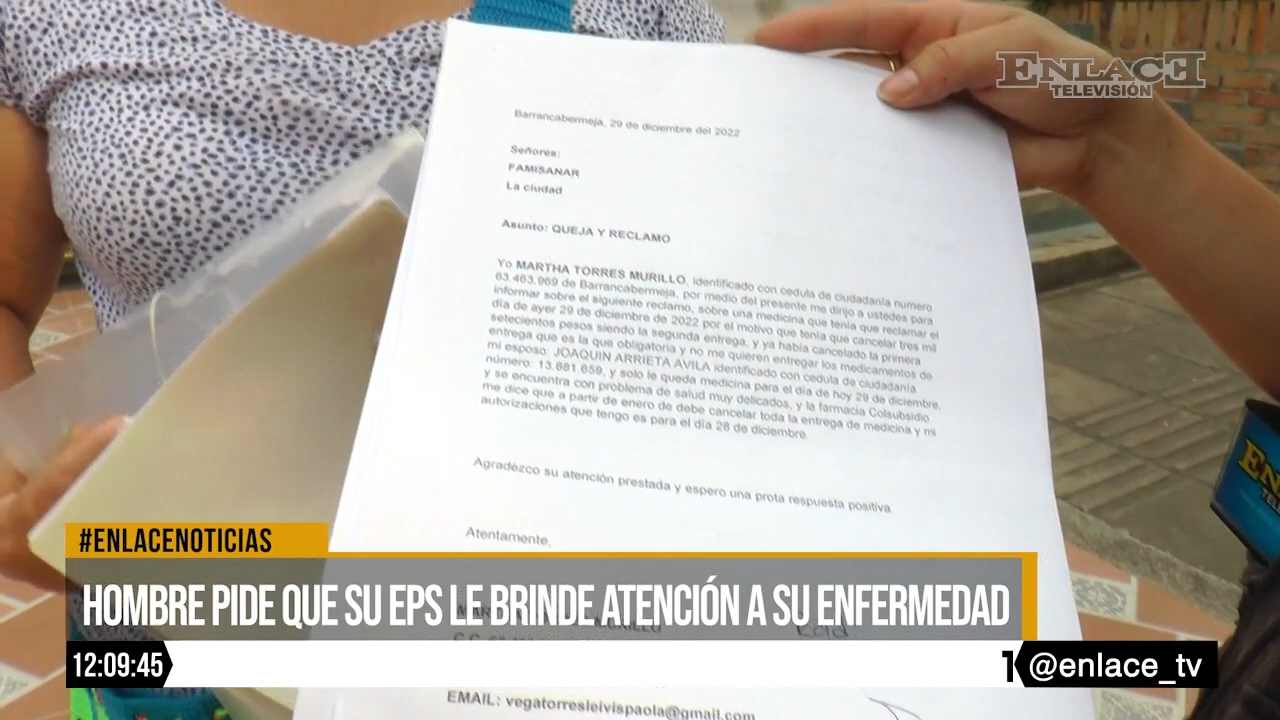 ENLACE
TELEVISIÓN
Barrancabermeja, 29 de diciembre del 2022
Señores:
FAMISANAR
La ciudad
Asunto: QUEJA Y RECLAMO
Yo MARTHA TORRES MURILLO, identificado con cedula de ciudadanía numero
63.463.969 de Barrancabermeja, por medio del presente me dirijo a ustedes para
informar sobre el siguiente reclamo, sobre una medicina que tenía que reclamar el
día de ayer 29 de diciembre de 2022 por el motivo que tenía que cancelar tres mil
setecientos pesos siendo la segunda entrega, y ya había cancelado la primera
entrega que es la que obligatoria y no me quieren entregar los medicamentos de
mi esposo: JOAQUIN ARRIETA AVILA identificado con cedula de ciudadanía
número: 13.881.659, y solo le queda medicina para el día de hoy 29 de diciembre,
y se encuentra con problema de salud muy delicados, y la farmacia Colsubsidio
me dice que a partir de enero de debe cancelar toda la entrega de medicina y mi
autorizaciones que tengo es para el día 28 de diciembre.
Agradezco su atención prestada y espero una prota respuesta positiva.
Atentamente,
#ENLACENOTICIAS
HOMBRE PIDE QUE SU EPS LE BRINDE ATENCIÓN A SU ENFERMEDAD
12:09:45
@enlace_tv
EMAIL: vegatorresleivispaola@gmail.com